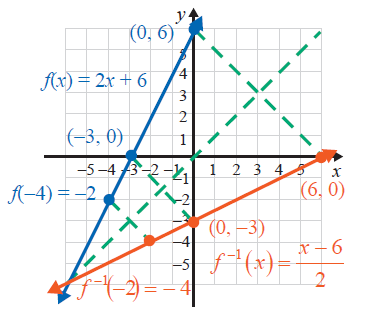 y
(0, 6)
f(x) = 2x + 6
5
4
3
2
1
(–3, 0)
–5 –4 –3 –2 –1 1 2 3 4 5 x
f(–4) = –2
(6, 0)
–1
–2
–3
–4
–5
(0, –3)
f⁻¹(x) = x – 6 / 2
f⁻¹(–2) = – 4